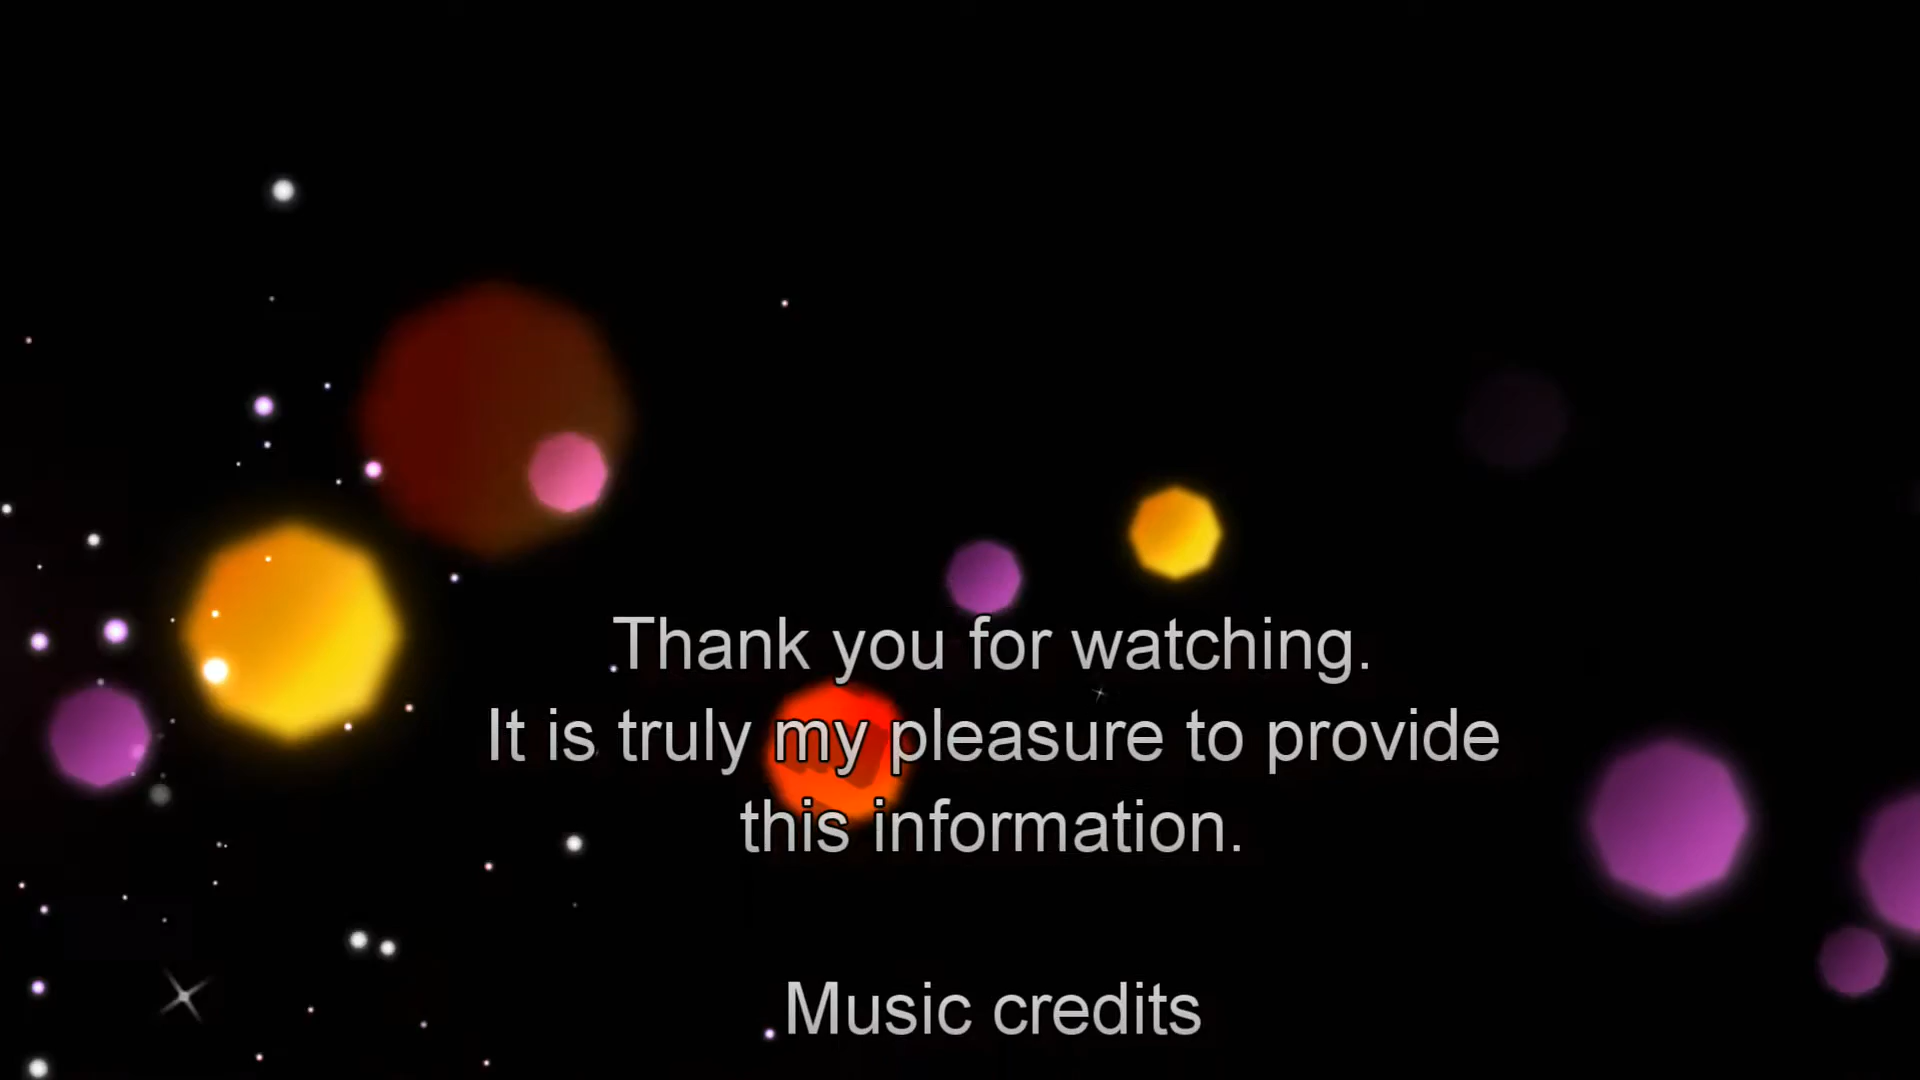 Thank you for watching.
It is truly my pleasure to provide
this information.
Music credits